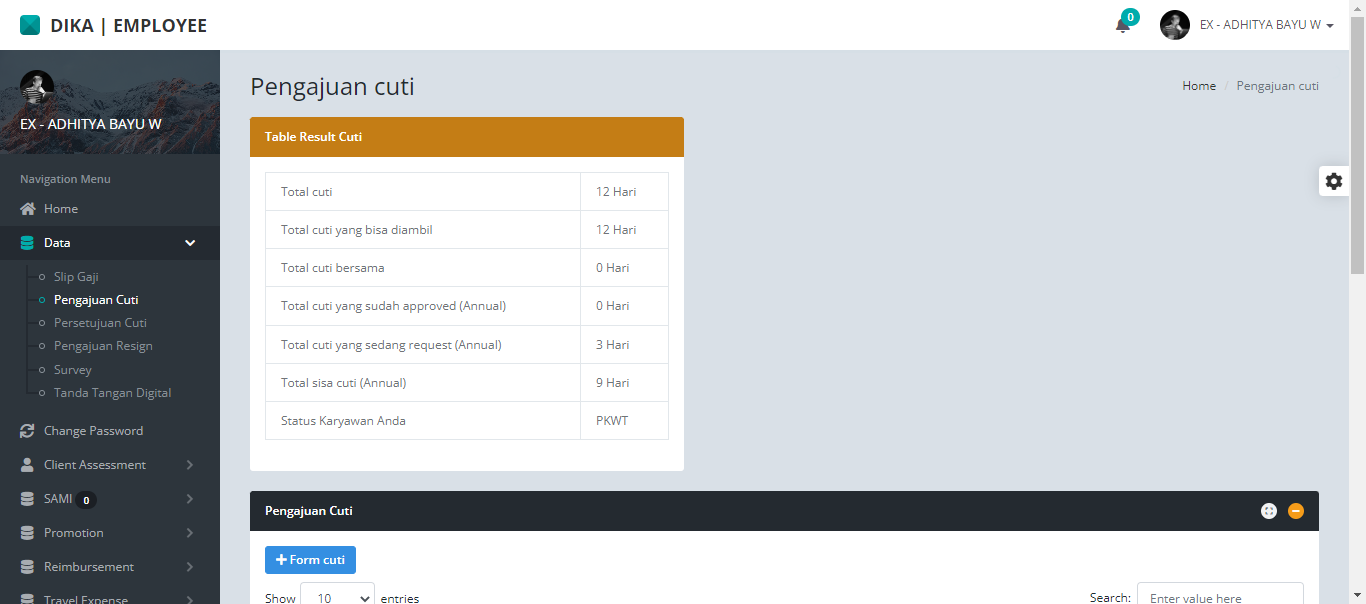 DIKA | EMPLOYEE
0
EX - ADHITYA BAYU W
EX - ADHITYA BAYU W
Navigation Menu
Home
Data
Slip Gaji
Pengajuan Cuti
Persetujuan Cuti
Pengajuan Resign
Survey
Tanda Tangan Digital
Change Password
Client Assessment
SAMI 0
Promotion
Reimbursement
Travel Expense
Pengajuan cuti
Home / Pengajuan cuti
Table Result Cuti
Total cuti 12 Hari
Total cuti yang bisa diambil 12 Hari
Total cuti bersama 0 Hari
Total cuti yang sudah approved (Annual) 0 Hari
Total cuti yang sedang request (Annual) 3 Hari
Total sisa cuti (Annual) 9 Hari
Status Karyawan Anda PKWT
Pengajuan Cuti
Form cuti
Show 10 entries Search: Enter value here